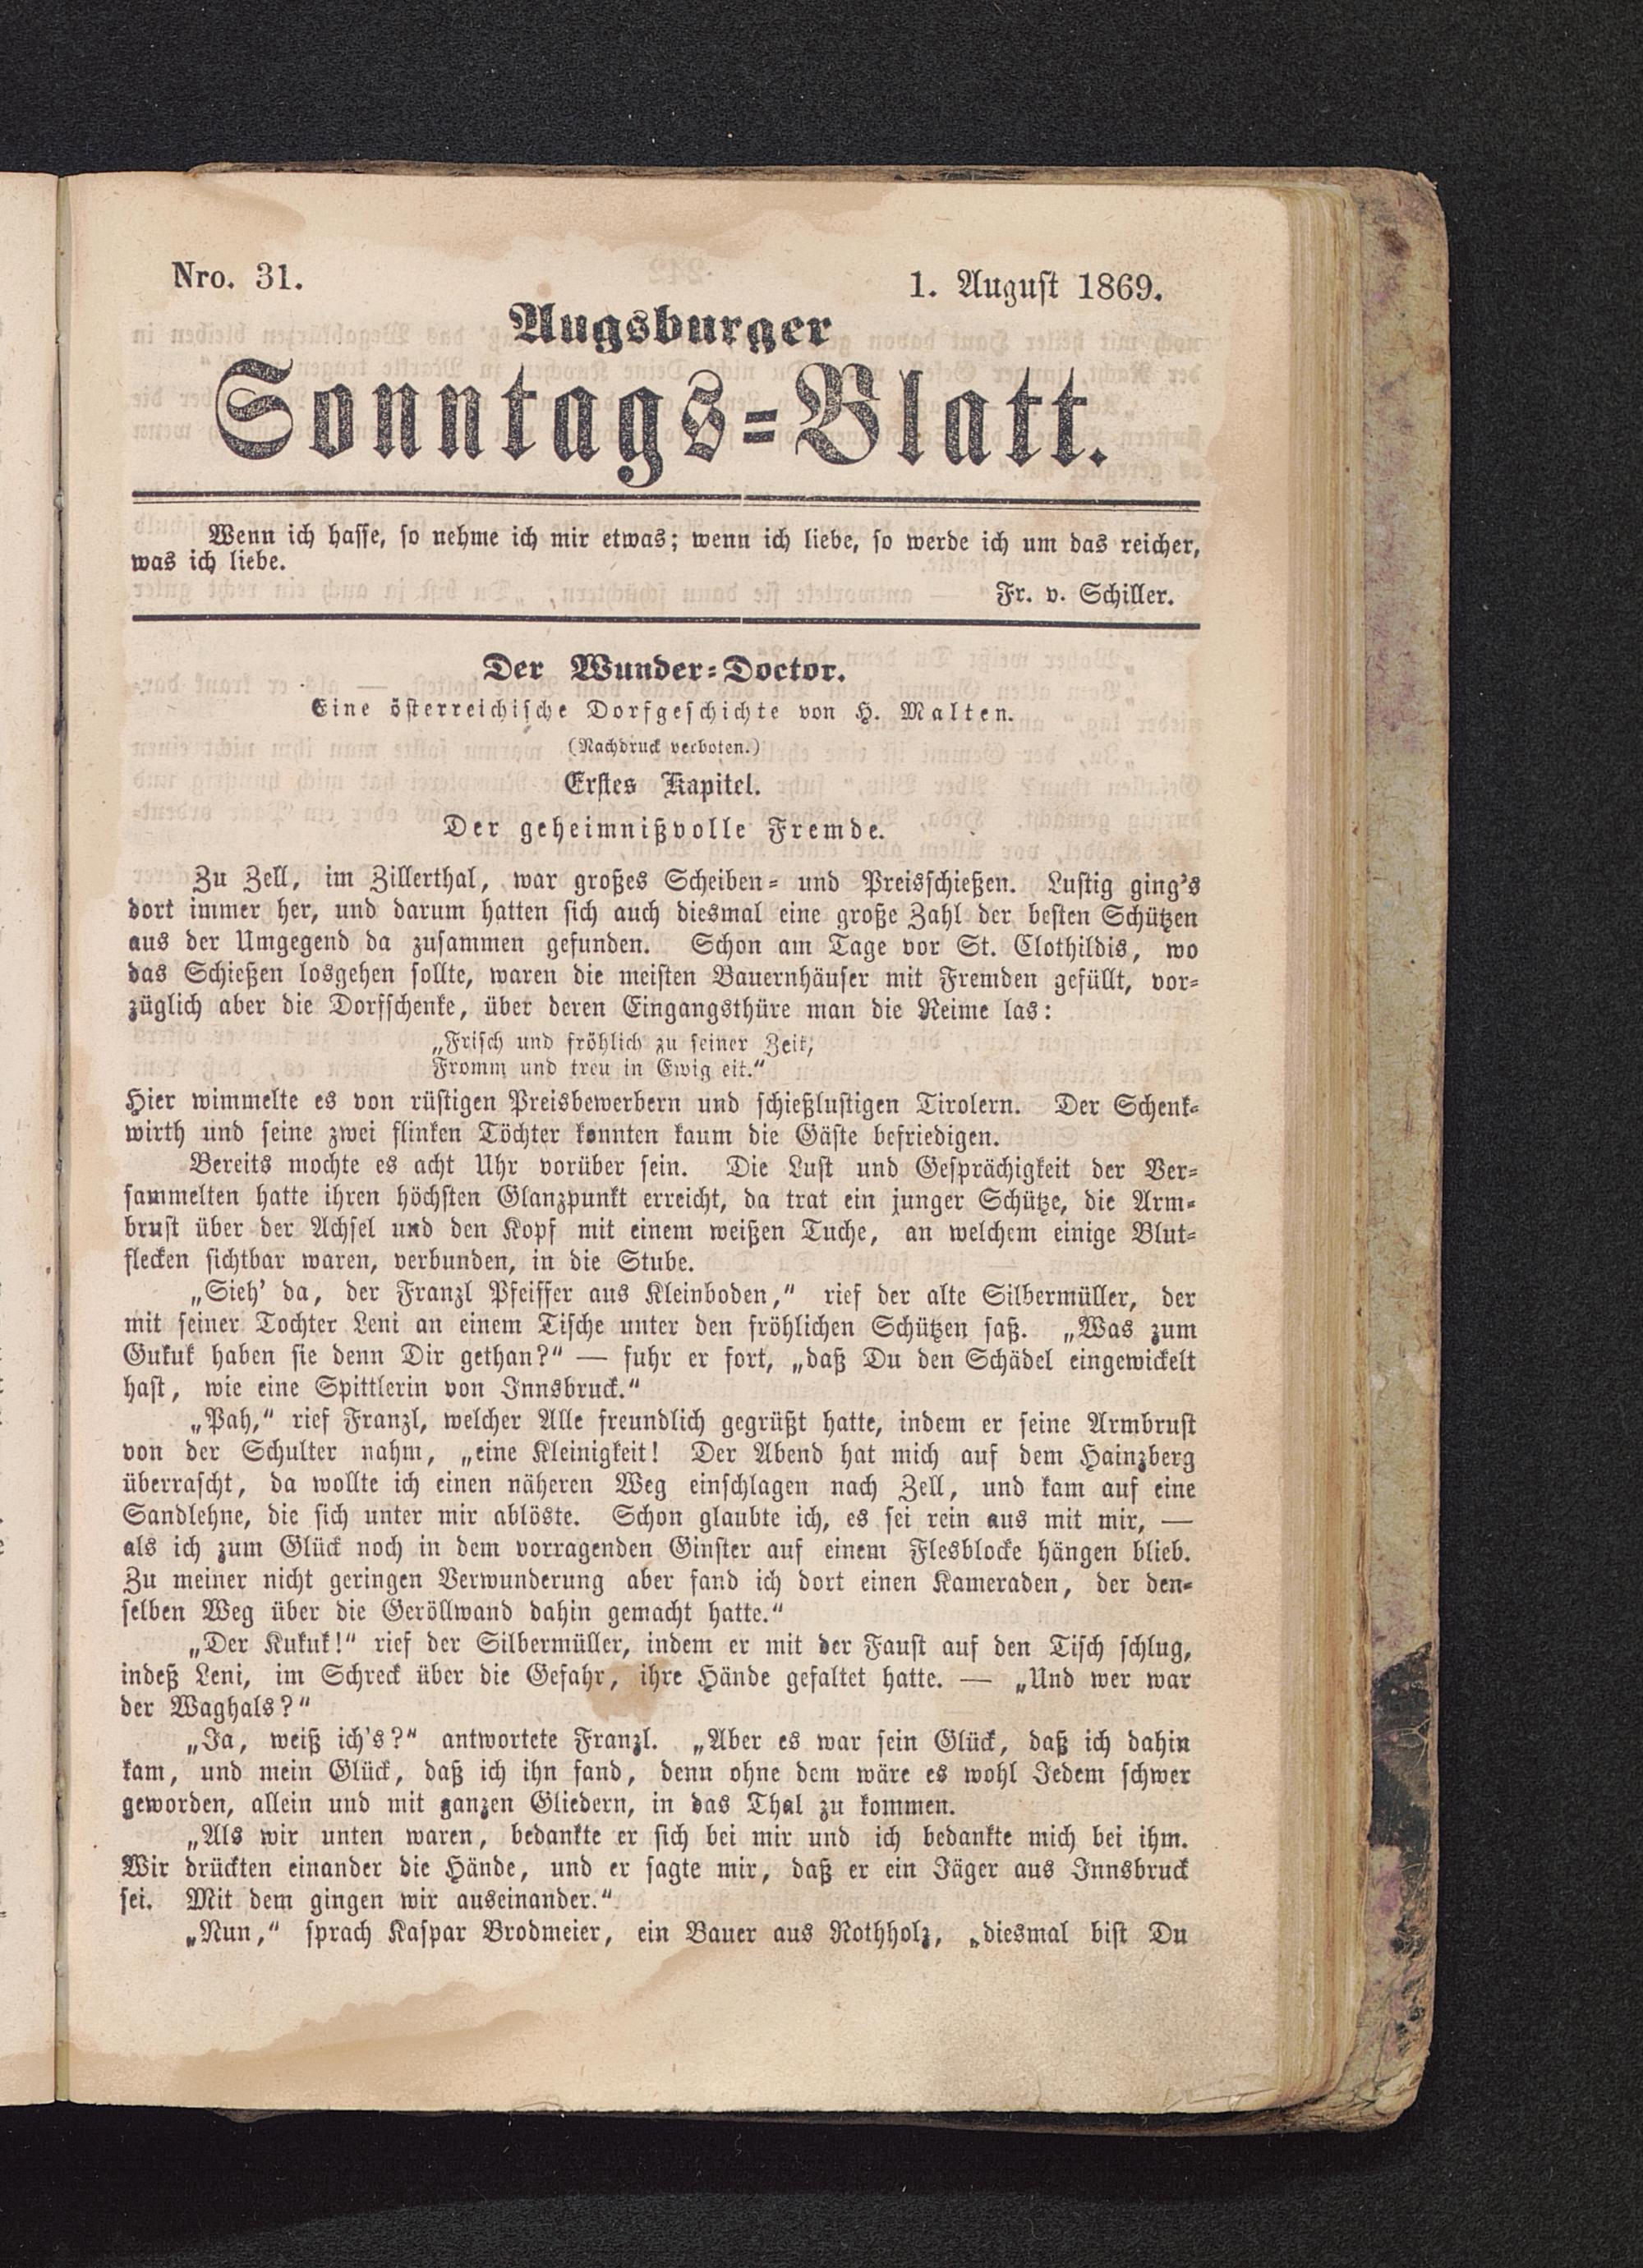 Nro. 31.
1. August 1869.
Augsburger
Sonntags=Blatt.
Wenn ich hasse, so nehme ich mir etwas; wenn ich liebe, so werde ich um das reicher,
was ich liebe.
Fr. v. Schiller.
Der Wunder=Doctor.
Eine österreichische Dorfgeschichte von H. Malten.
(Nachdruck verboten.)
Erstes Kapitel.
Der geheimnißvolle Fremde.
Zu Zell, im Zillerthal, war großes Scheiben= und Preisschießen. Lustig ging's
dort immer her, und darum hatten sich auch diesmal eine große Zahl der besten Schützen
aus der Umgegend da zusammen gefunden. Schon am Tage vor St. Clothildis, wo
das Schießen losgehen sollte, waren die meisten Bauernhäuser mit Fremden gefüllt, vor=
züglich aber die Dorfschenke, über deren Eingangsthüre man die Reime las:
„Frisch und fröhlich zu seiner Zeit,
Fromm und treu in Ewig eit.“
Hier wimmelte es von rüstigen Preisbewerbern und schießlustigen Tirolern. Der Schenk=
wirth und seine zwei flinken Töchter konnten kaum die Gäste befriedigen.
Bereits mochte es acht Uhr vorüber sein. Die Lust und Gesprächigkeit der Ver=
sammelten hatte ihren höchsten Glanzpunkt erreicht, da trat ein junger Schütze, die Arm=
brust über der Achsel und den Kopf mit einem weißen Tuche, an welchem einige Blut=
flecken sichtbar waren, verbunden, in die Stube.
„Sieh' da, der Franzl Pfeiffer aus Kleinboden,“ rief der alte Silbermüller, der
mit seiner Tochter Leni an einem Tische unter den fröhlichen Schützen saß. „Was zum
Gukuk haben sie denn Dir gethan?“ — fuhr er fort, „daß Du den Schädel eingewickelt
hast, wie eine Spittlerin von Innsbruck.“
„Pah,“ rief Franzl, welcher Alle freundlich gegrüßt hatte, indem er seine Armbrust
von der Schulter nahm, „eine Kleinigkeit! Der Abend hat mich auf dem Hainzberg
überrascht, da wollte ich einen näheren Weg einschlagen nach Zell, und kam auf eine
Sandlehne, die sich unter mir ablöste. Schon glaubte ich, es sei rein aus mit mir, —
als ich zum Glück noch in dem vorragenden Ginster auf einem Flesblocke hängen blieb.
Zu meiner nicht geringen Verwunderung aber fand ich dort einen Kameraden, der den=
selben Weg über die Geröllwand dahin gemacht hatte.“
„Der Kukuk!“ rief der Silbermüller, indem er mit der Faust auf den Tisch schlug,
indeß Leni, im Schreck über die Gefahr, ihre Hände gefaltet hatte. — „Und wer war
der Waghals?“
„Ja, weiß ich's?“ antwortete Franzl. „Aber es war sein Glück, daß ich dahin
kam, und mein Glück, daß ich ihn fand, denn ohne dem wäre es wohl Jedem schwer
geworden, allein und mit ganzen Gliedern, in das Thal zu kommen.
„Als wir unten waren, bedankte er sich bei mir und ich bedankte mich bei ihm.
Wir drückten einander die Hände, und er sagte mir, daß er ein Jäger aus Innsbruck
sei. Mit dem gingen wir auseinander.“
„Nun,“ sprach Kaspar Brodmeier, ein Bauer aus Rothholz, „diesmal bist Du